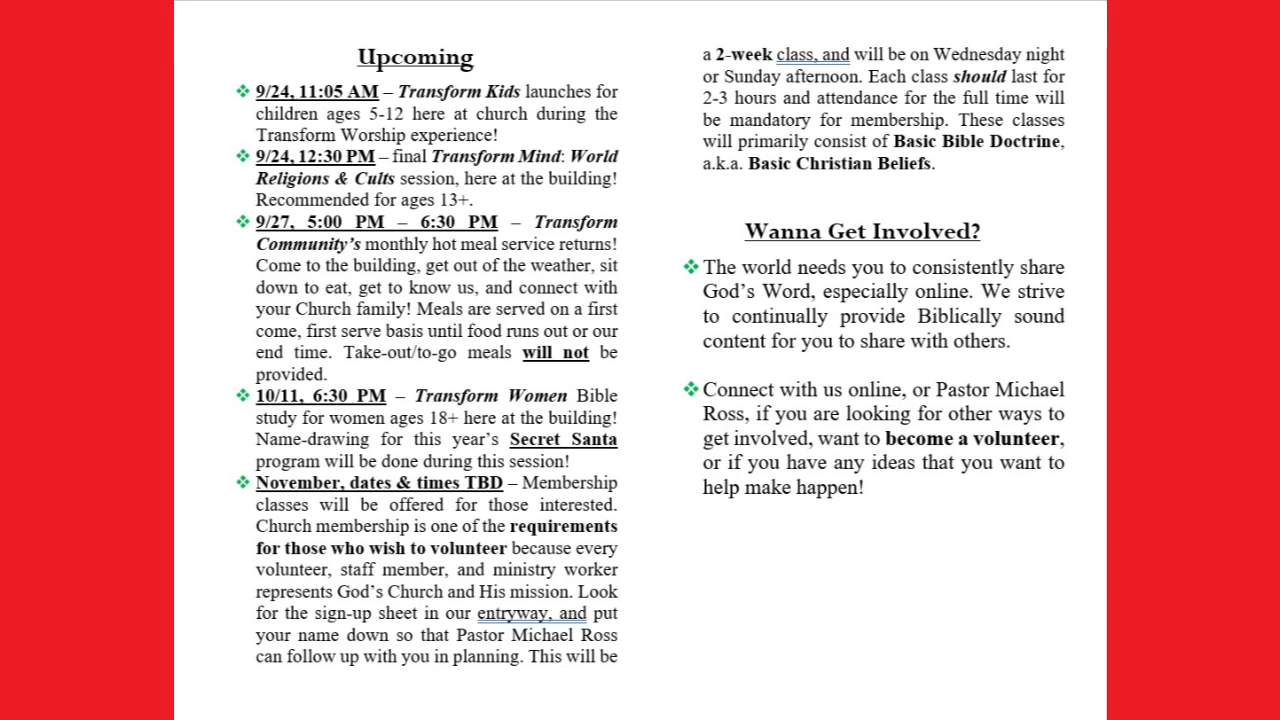 Upcoming
❖ 9/24, 11:05 AM – Transform Kids launches for
children ages 5-12 here at church during the
Transform Worship experience!
❖ 9/24, 12:30 PM – final Transform Mind: World
Religions & Cults session, here at the building!
Recommended for ages 13+.
❖ 9/27, 5:00 PM – 6:30 PM – Transform
Community’s monthly hot meal service returns!
Come to the building, get out of the weather, sit
down to eat, get to know us, and connect with
your Church family! Meals are served on a first
come, first serve basis until food runs out or our
end time. Take-out/to-go meals will not be
provided.
❖ 10/11, 6:30 PM – Transform Women Bible
study for women ages 18+ here at the building!
Name-drawing for this year’s Secret Santa
program will be done during this session!
❖ November, dates & times TBD – Membership
classes will be offered for those interested.
Church membership is one of the requirements
for those who wish to volunteer because every
volunteer, staff member, and ministry worker
represents God’s Church and His mission. Look
for the sign-up sheet in our entryway, and put
your name down so that Pastor Michael Ross
can follow up with you in planning. This will be
a 2-week class, and will be on Wednesday night
or Sunday afternoon. Each class should last for
2-3 hours and attendance for the full time will
be mandatory for membership. These classes
will primarily consist of Basic Bible Doctrine,
a.k.a. Basic Christian Beliefs.
Wanna Get Involved?
❖ The world needs you to consistently share
God’s Word, especially online. We strive
to continually provide Biblically sound
content for you to share with others.
❖ Connect with us online, or Pastor Michael
Ross, if you are looking for other ways to
get involved, want to become a volunteer,
or if you have any ideas that you want to
help make happen!